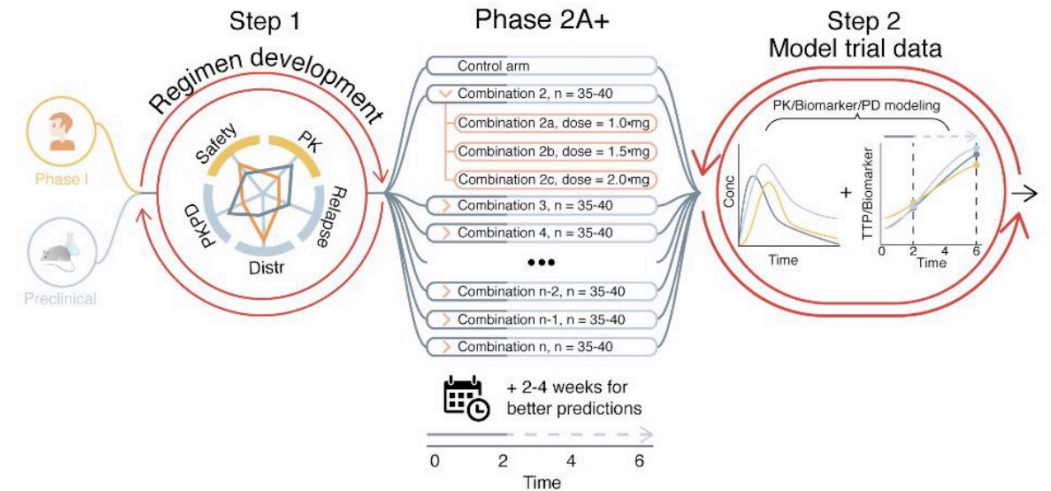 Step 1
Regimen development
Phase I
Preclinical
Safety
PK
Relapse
Distr
PKPD
Phase 2A+
Control arm
Combination 2, n = 35-40
Combination 2a, dose = 1.0•mg
Combination 2b, dose = 1.5•mg
Combination 2c, dose = 2.0•mg
Combination 3, n = 35-40
Combination 4, n = 35-40
•••
Combination n-2, n = 35-40
Combination n-1, n = 35-40
Combination n, n = 35-40
+ 2-4 weeks for
better predictions
0 2 4 6
Time
Step 2
Model trial data
PK/Biomarker/PD modeling
Conc
Time
+
TTP/Biomarker
0 2 6
Time